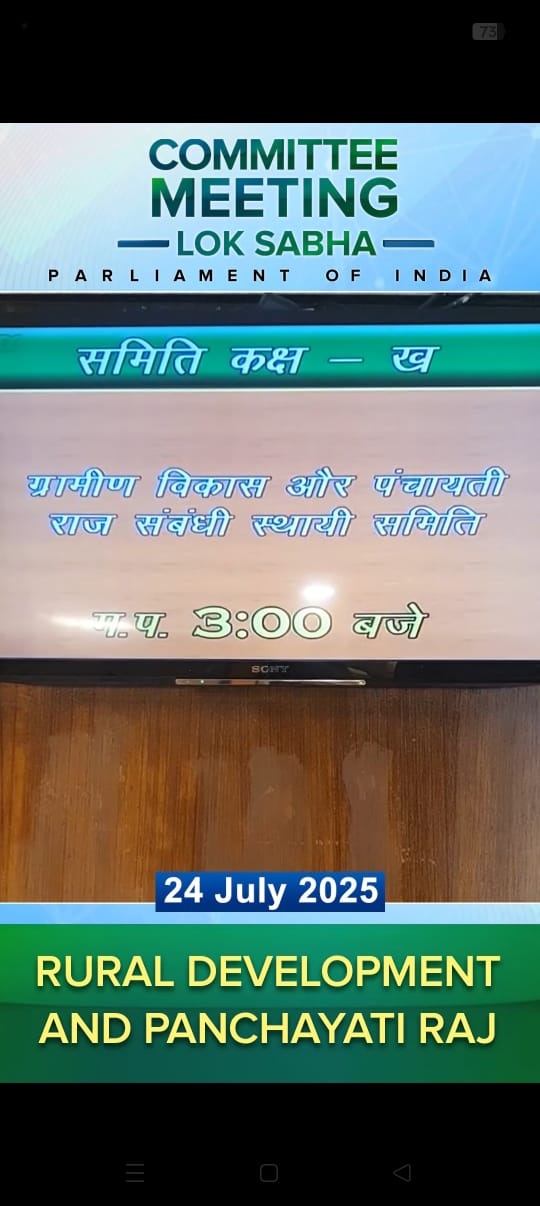 73
COMMITTEE
MEETING
LOK SABHA
PARLIAMENT OF INDIA
समिति कक्ष – ख
ग्रामीण विकास और पंचायती
राज संबंधी स्थायी समिति
म.प. 3:00 बजे
SONY
24 July 2025
RURAL DEVELOPMENT
AND PANCHAYATI RAJ